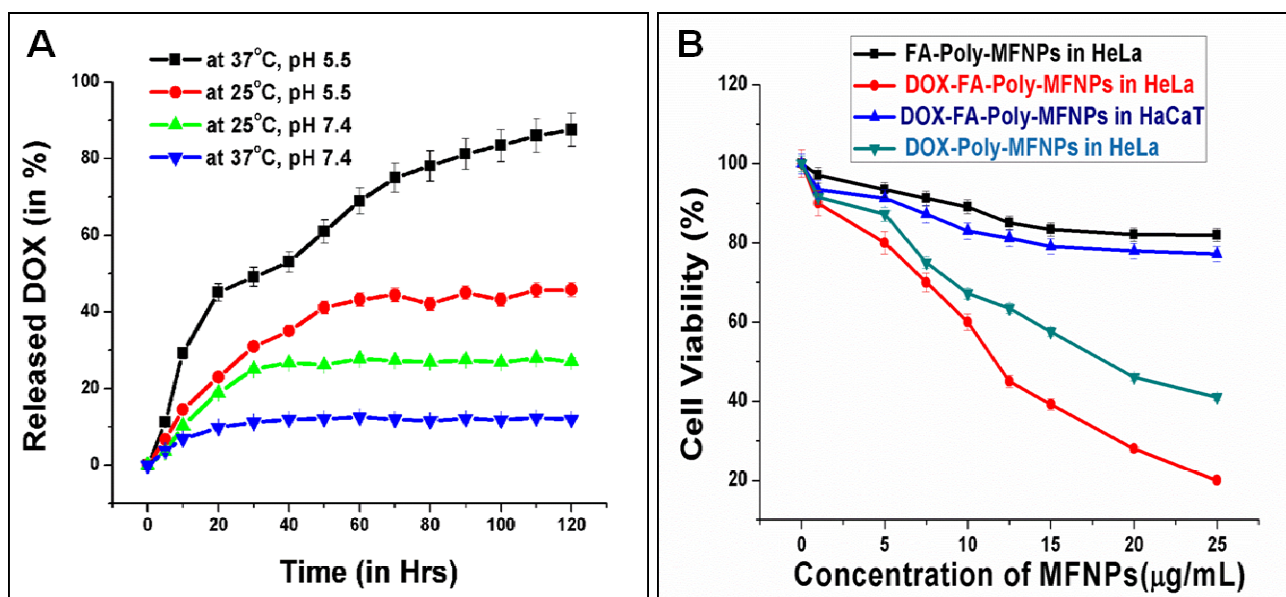 A
at 37°C, pH 5.5
at 25°C, pH 5.5
at 25°C, pH 7.4
at 37°C, pH 7.4
Released DOX (in %)
100
80
60
40
20
0
0 20 40 60 80 100 120
Time (in Hrs)
B
FA-Poly-MFNPs in HeLa
DOX-FA-Poly-MFNPs in HeLa
DOX-FA-Poly-MFNPs in HaCaT
DOX-Poly-MFNPs in HeLa
Cell Viability (%)
120
100
80
60
40
20
0 5 10 15 20 25
Concentration of MFNPs(μg/mL)